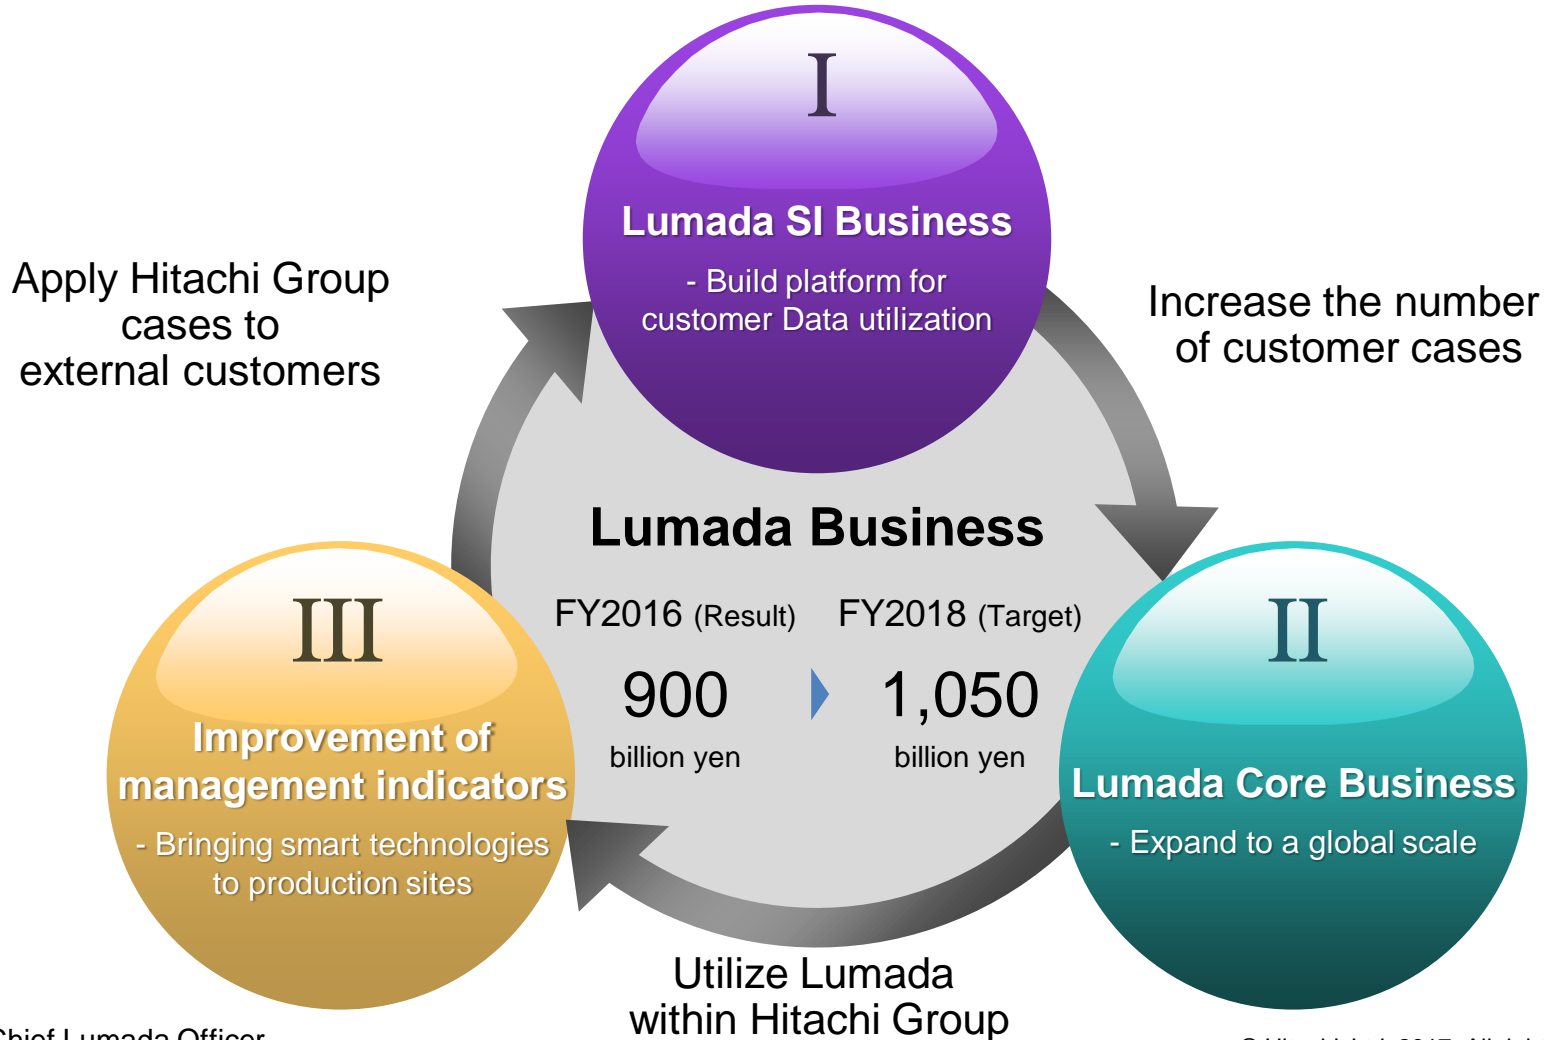 I
Lumada SI Business
- Build platform for
customer Data utilization
Apply Hitachi Group
cases to
external customers
Increase the number
of customer cases
Lumada Business
FY2016 (Result) FY2018 (Target)
900 1,050
billion yen billion yen
III
Improvement of
management indicators
- Bringing smart technologies
to production sites
II
Lumada Core Business
- Expand to a global scale
Utilize Lumada
within Hitachi Group
Chief Lumada Officer